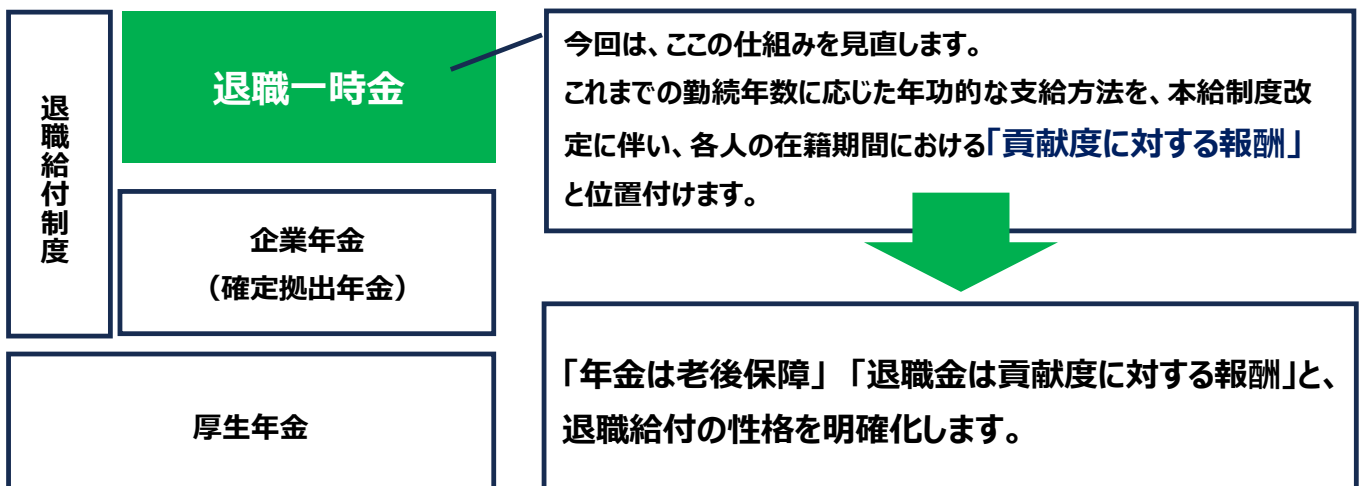 退職給付制度
退職一時金
企業年金
（確定拠出年金）
厚生年金
今回は、ここの仕組みを見直します。
これまでの勤続年数に応じた年功的な支給方法を、本給制度改
定に伴い、各人の在籍期間における「貢献度に対する報酬」
と位置付けます。
「年金は老後保障」「退職金は貢献度に対する報酬」と、
退職給付の性格を明確化します。